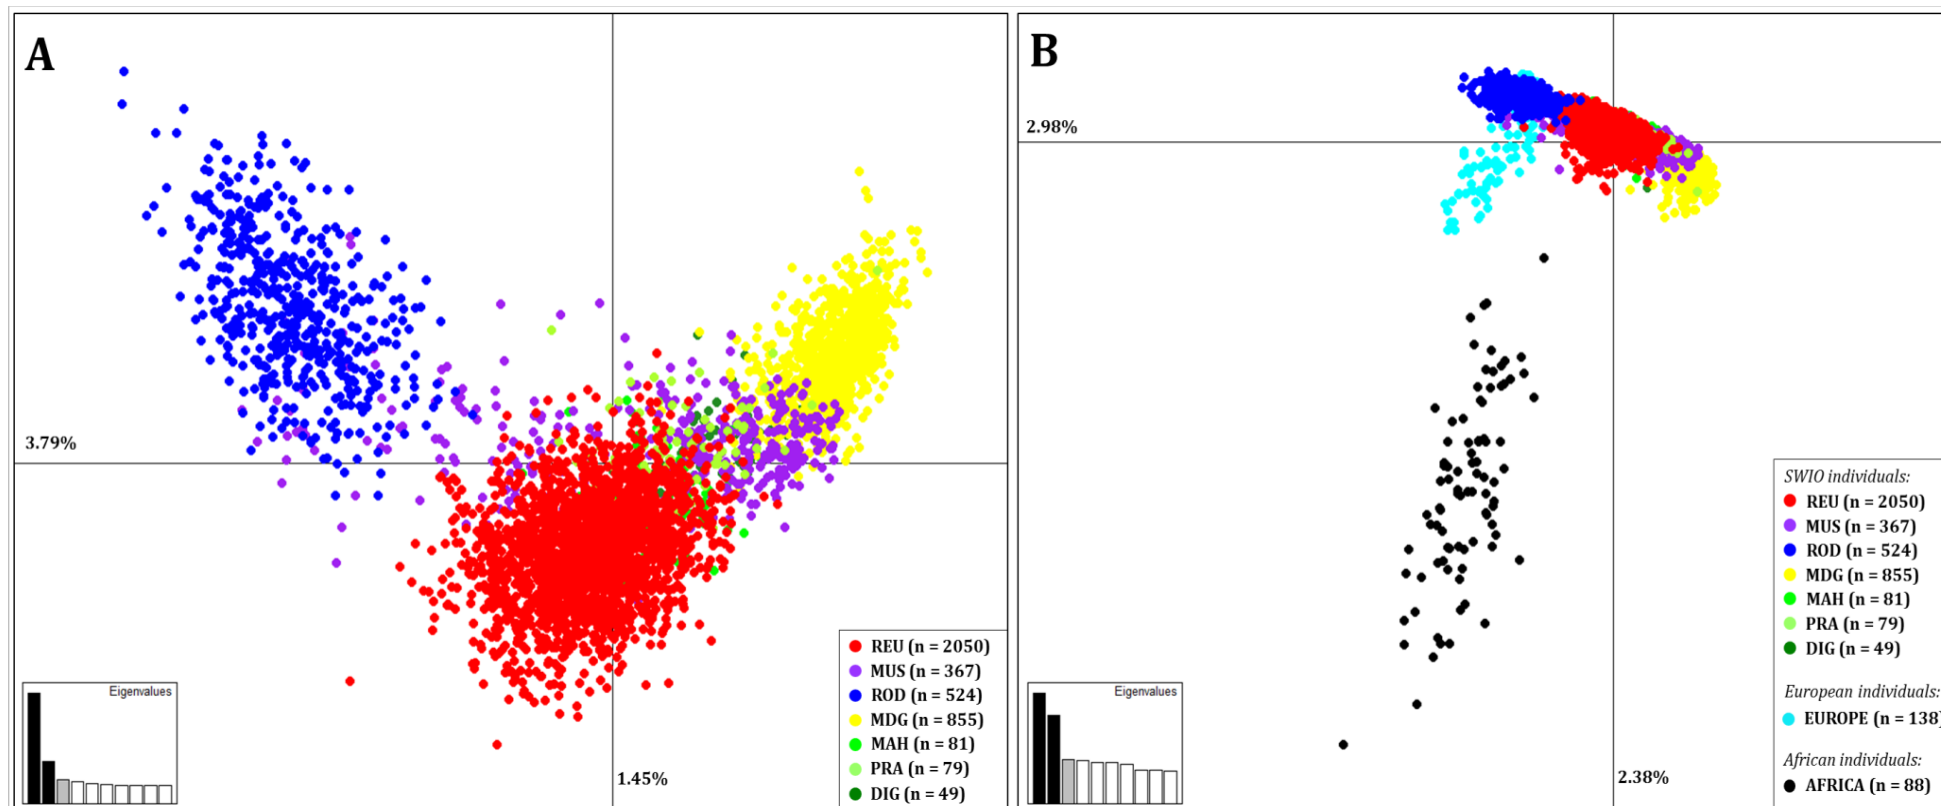 A
3.79%
1.45%
Eigenvalues
REU (n = 2050)
MUS (n = 367)
ROD (n = 524)
MDG (n = 855)
MAH (n = 81)
PRA (n = 79)
DIG (n = 49)
B
2.98%
2.38%
Eigenvalues
SWIO individuals:
REU (n = 2050)
MUS (n = 367)
ROD (n = 524)
MDG (n = 855)
MAH (n = 81)
PRA (n = 79)
DIG (n = 49)
European individuals:
EUROPE (n = 138)
African individuals:
AFRICA (n = 88)